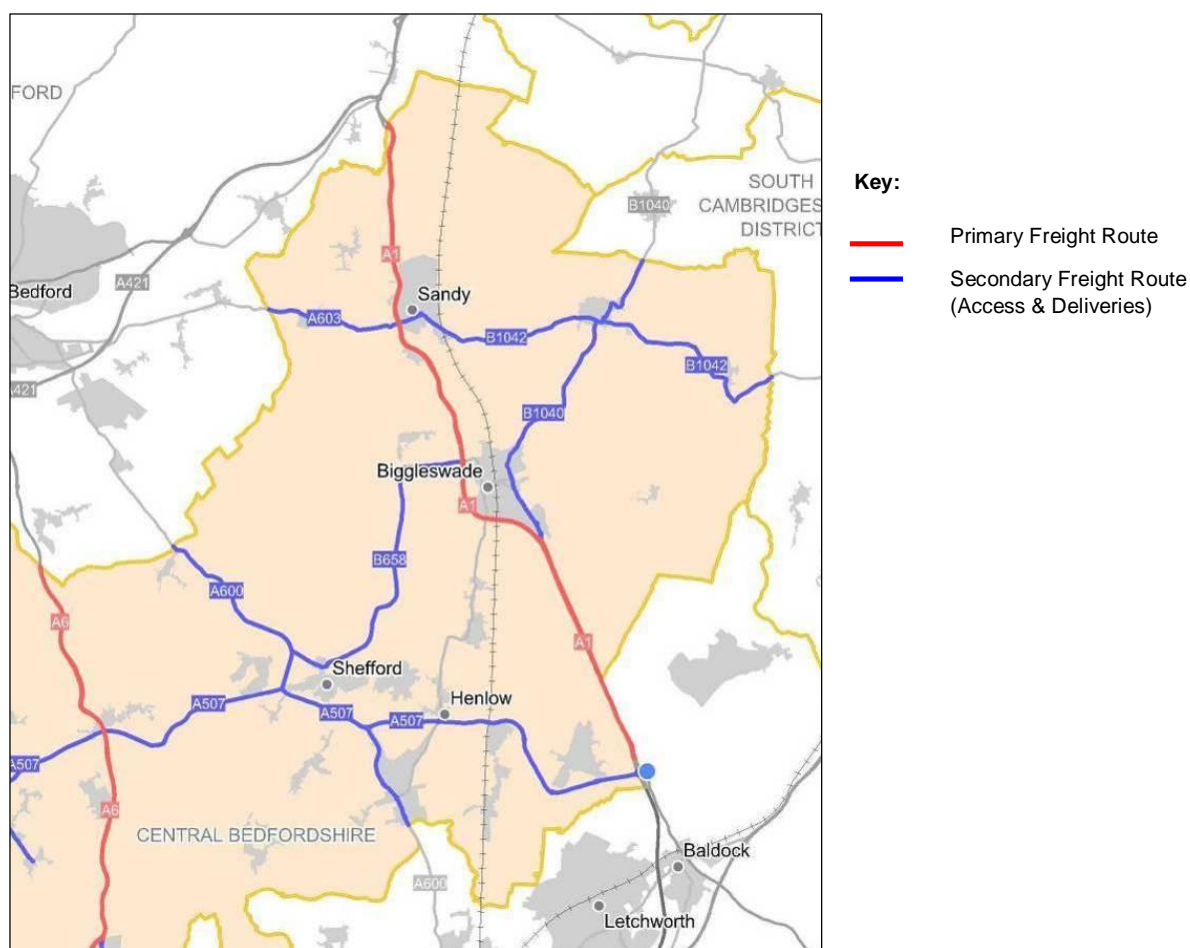 FORD
SOUTH
CAMBRIDGES
DISTRICT
B1040
Key:
Primary Freight Route
Secondary Freight Route
(Access & Deliveries)
A1
A421
Bedford
Sandy
A603
B1042
B1042
A421
B1040
Biggleswade
A1
B658
A600
A6
A1
Shefford
A507
A507
A507
Henlow
A507
A6
CENTRAL BEDFORDSHIRE
A600
Baldock
Letchworth